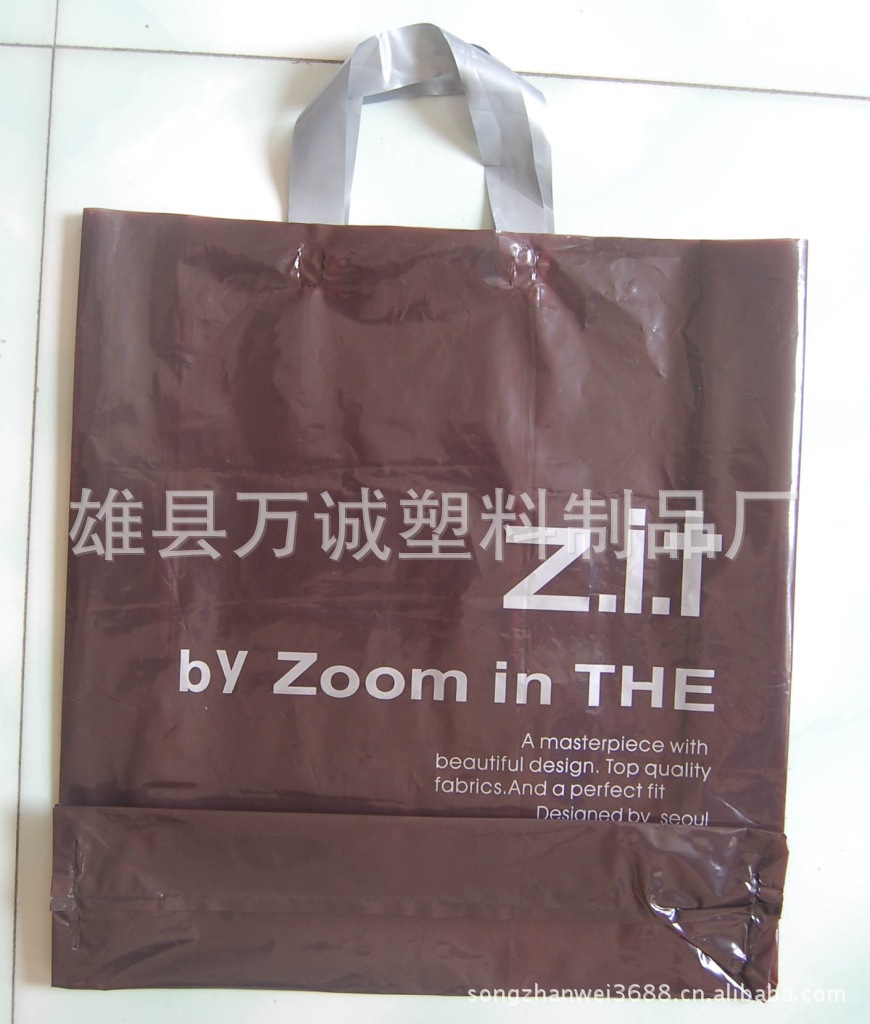 雄县万诚塑料制品厂
z.i.t
by Zoom in THE
A masterpiece with
beautiful design. Top quality
fabrics.And a perfect fit
Designed by seoul
songzhanwei3688.cn.alibaba.com